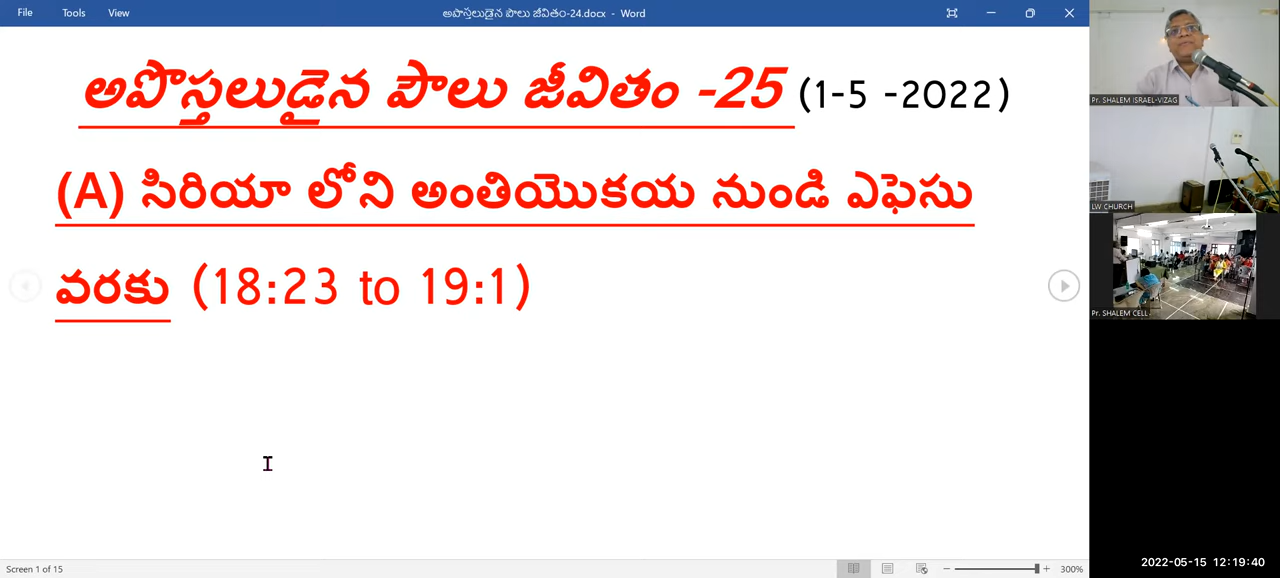 File Tools View అపొస్తలుడైన పౌలు జీవితం-24.docx - Word
అపొస్తలుడైన పౌలు జీవితం -25 (1-5 -2022)
(A) సిరియా లోని అంతియొకయ నుండి ఎఫెసు
వరకు (18:23 to 19:1)
Pr. SHALEM ISRAEL-VIZAG
LW CHURCH
Pr. SHALEM CELL
2022-05-15 12:19:40
Screen 1 of 15 300%